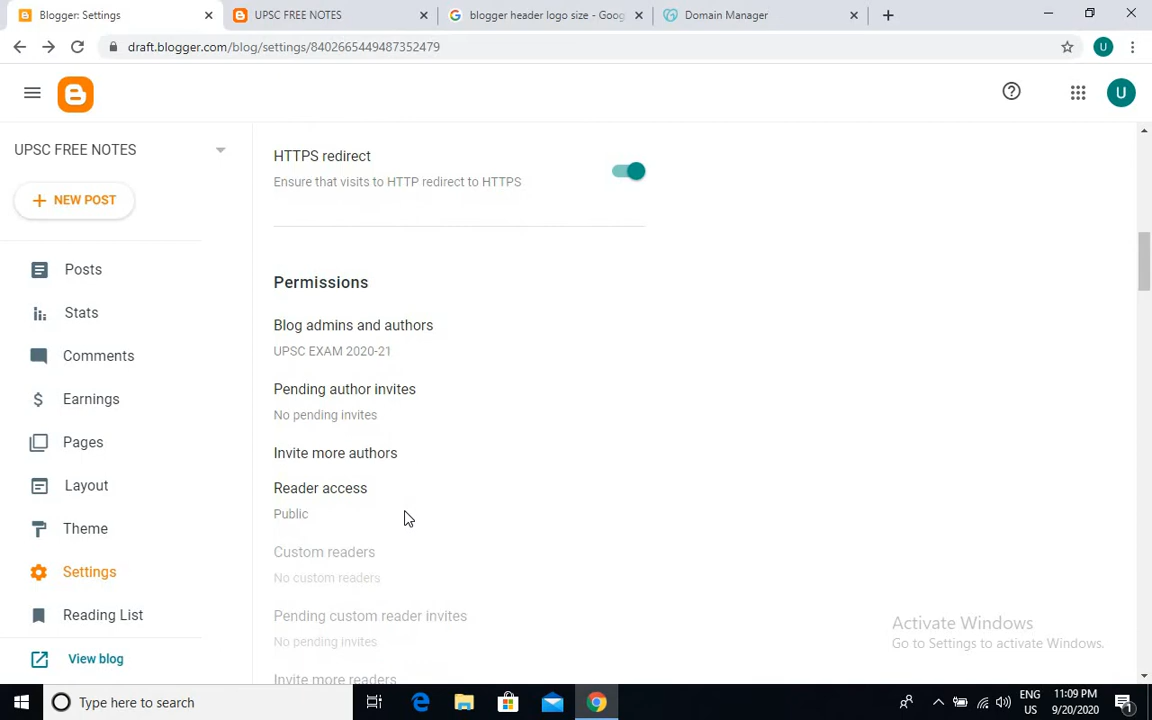 Blogger: Settings
UPSC FREE NOTES
blogger header logo size - Goog
Domain Manager
draft.blogger.com/blog/settings/8402665449487352479
U
U
UPSC FREE NOTES
NEW POST
Posts
Stats
Comments
Earnings
Pages
Layout
Theme
Settings
Reading List
View blog
HTTPS redirect
Ensure that visits to HTTP redirect to HTTPS
Permissions
Blog admins and authors
UPSC EXAM 2020-21
Pending author invites
No pending invites
Invite more authors
Reader access
Public
Custom readers
No custom readers
Pending custom reader invites
No pending invites
Invite more readers
Activate Windows
Go to Settings to activate Windows.
Type here to search
ENG
US
11:09 PM
9/20/2020
1